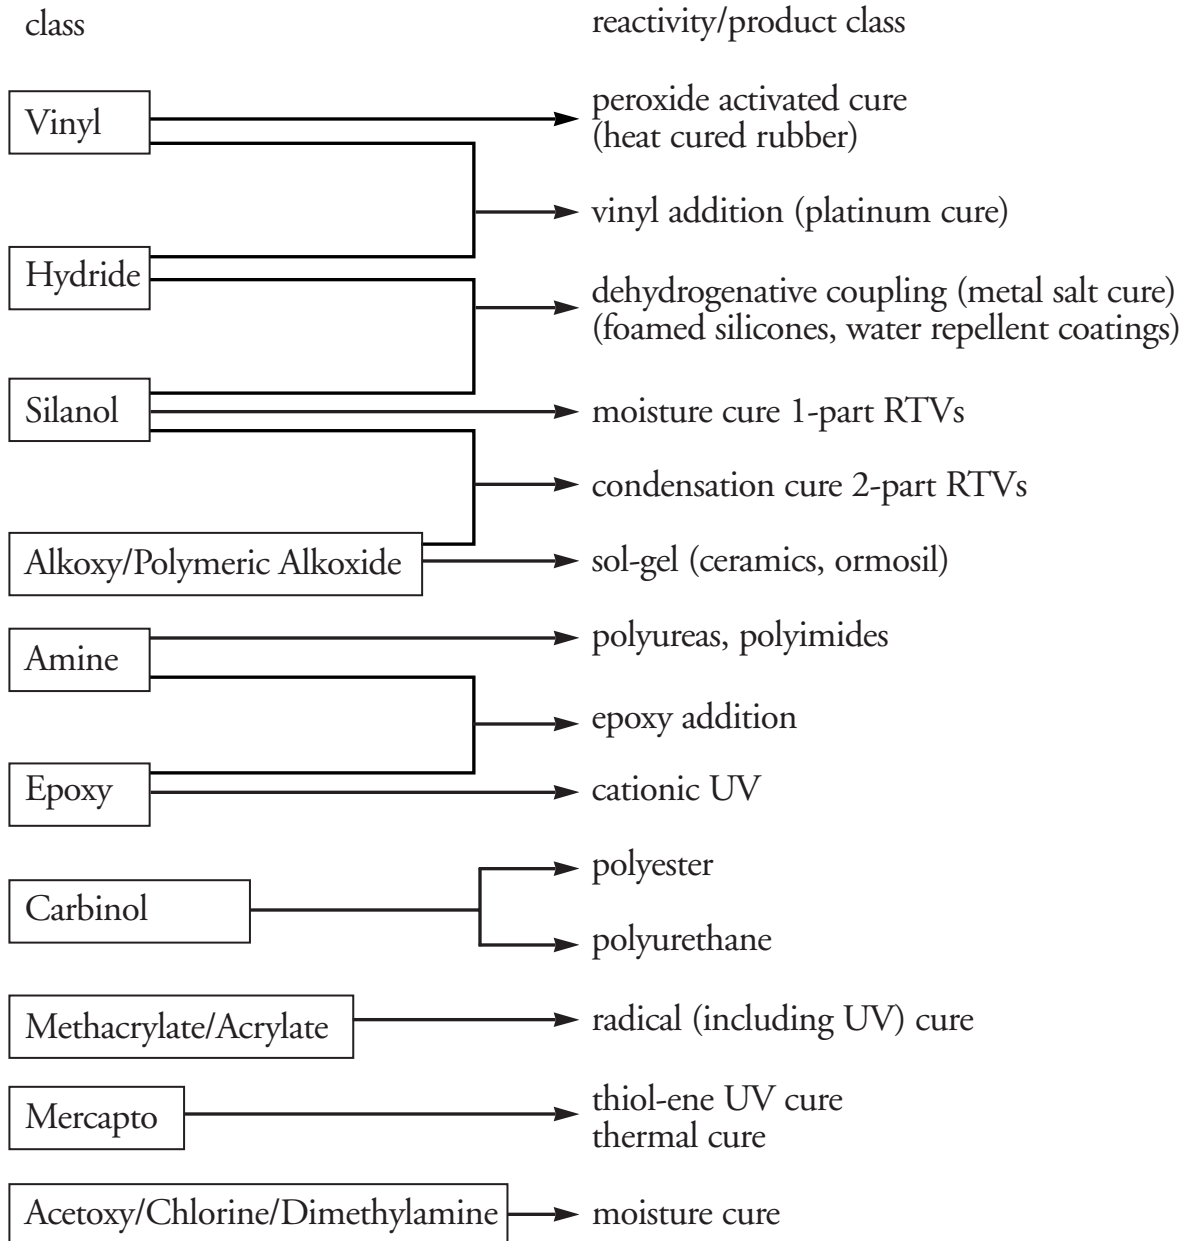 class
reactivity/product class
Vinyl
peroxide activated cure
(heat cured rubber)
vinyl addition (platinum cure)
Hydride
dehydrogenative coupling (metal salt cure)
(foamed silicones, water repellent coatings)
Silanol
moisture cure 1-part RTVs
condensation cure 2-part RTVs
Alkoxy/Polymeric Alkoxide
sol-gel (ceramics, ormosil)
Amine
polyureas, polyimides
epoxy addition
Epoxy
cationic UV
polyester
Carbinol
polyurethane
Methacrylate/Acrylate
radical (including UV) cure
Mercapto
thiol-ene UV cure
thermal cure
Acetoxy/Chlorine/Dimethylamine
moisture cure